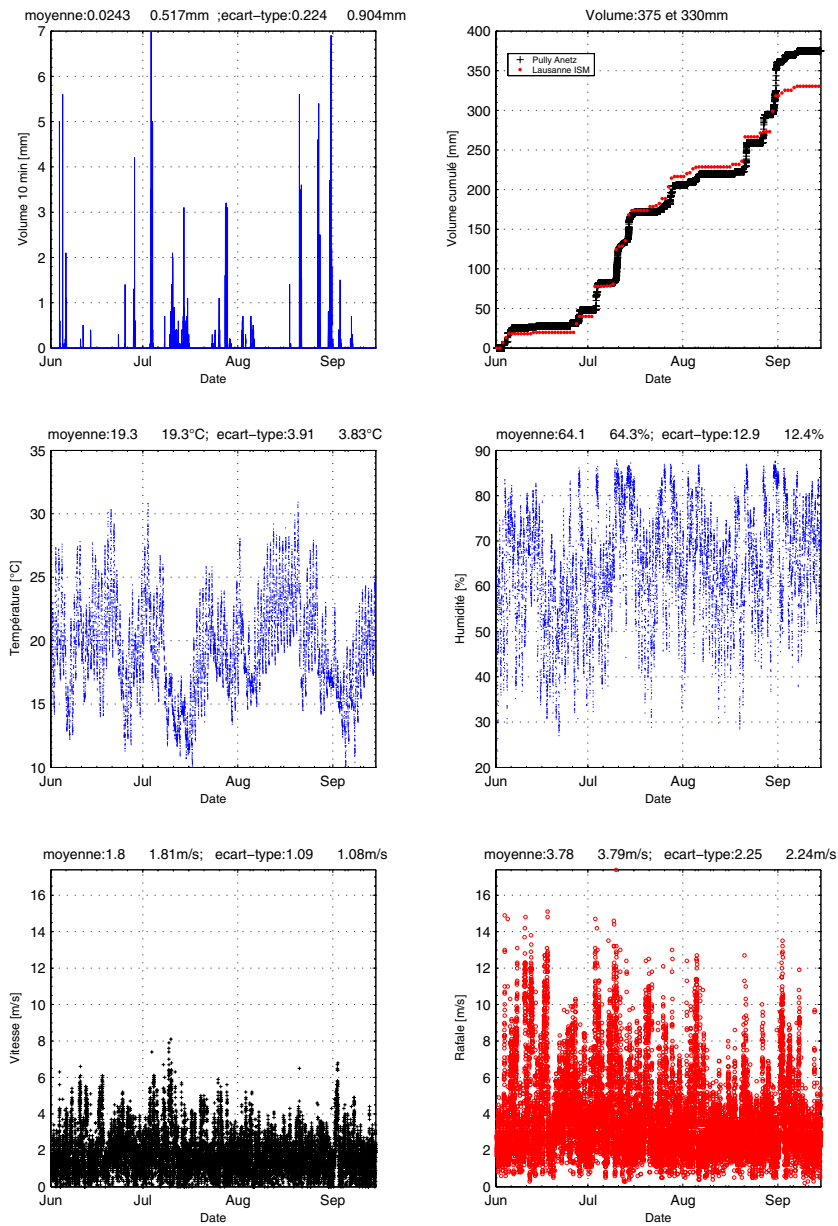 moyenne:0.0243 0.517mm ;ecart−type:0.224 0.904mm
7
6
5
4
3
2
1
0
Volume 10 min [mm]
Jun Jul Aug Sep
Date
Volume:375 et 330mm
400
350
300
250
200
150
100
50
0
Volume cumulé [mm]
Pully Anetz
Lausanne ISM
Jun Jul Aug Sep
Date
moyenne:19.3 19.3°C; ecart−type:3.91 3.83°C
35
30
25
20
15
10
Température [°C]
Jun Jul Aug Sep
Date
moyenne:64.1 64.3%; ecart−type:12.9 12.4%
90
80
70
60
50
40
30
20
Humidité [%]
Jun Jul Aug Sep
Date
moyenne:1.8 1.81m/s; ecart−type:1.09 1.08m/s
16
14
12
10
8
6
4
2
0
Vitesse [m/s]
Jun Jul Aug Sep
Date
moyenne:3.78 3.79m/s; ecart−type:2.25 2.24m/s
16
14
12
10
8
6
4
2
0
Rafale [m/s]
Jun Jul Aug Sep
Date